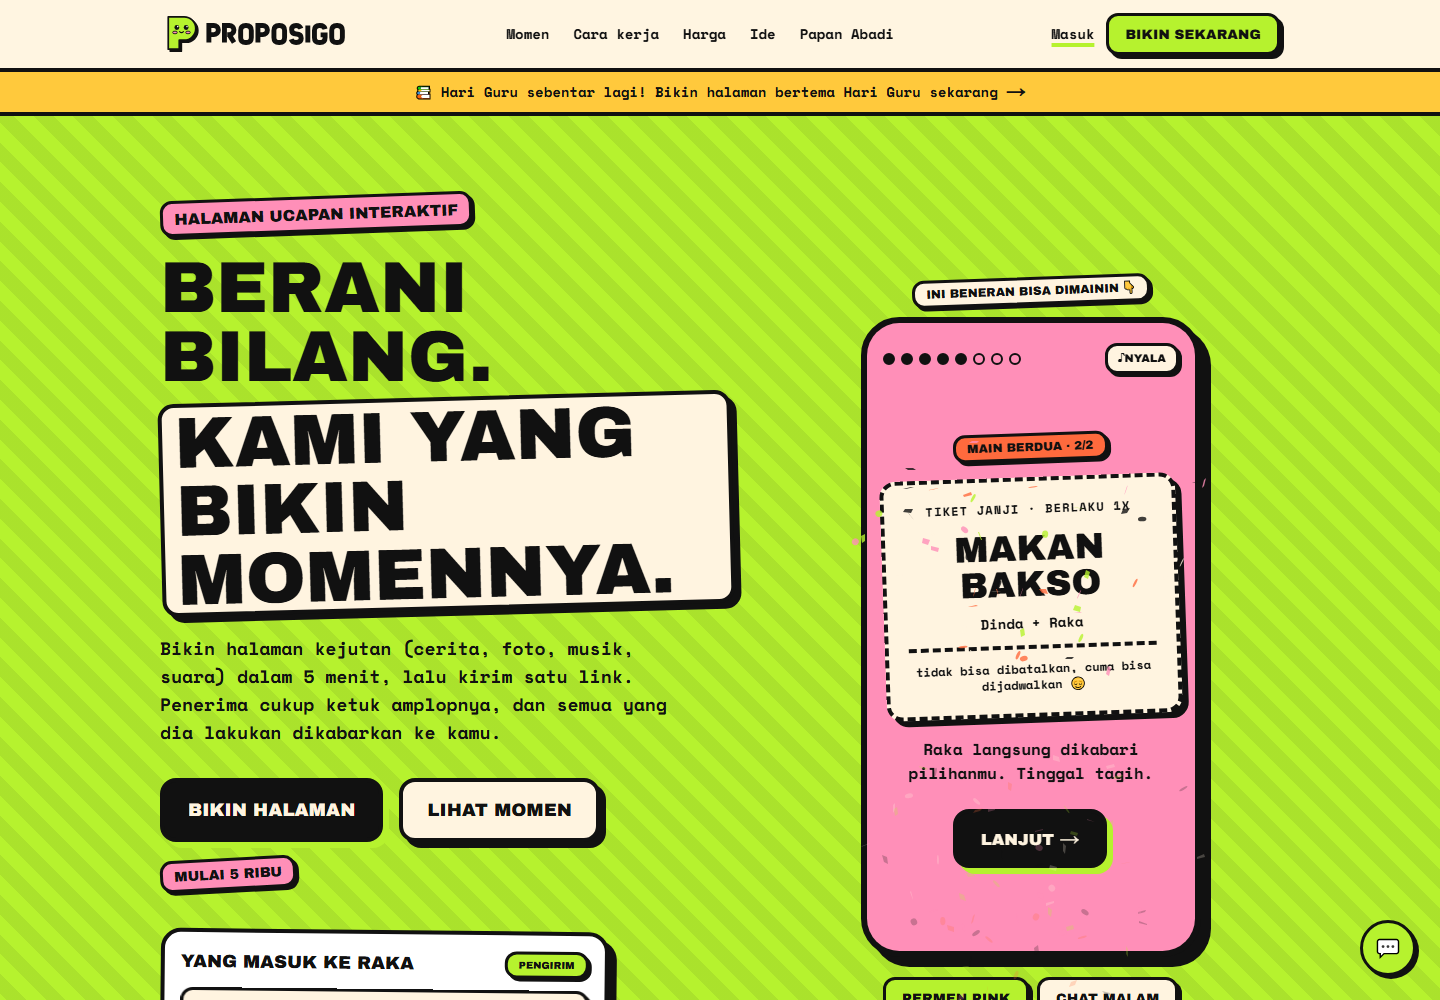 PROPOSIGO
Momen Cara kerja Harga Ide Papan Abadi
Masuk BIKIN SEKARANG
Hari Guru sebentar lagi! Bikin halaman bertema Hari Guru sekarang →
HALAMAN UCAPAN INTERAKTIF
BERANI
BILANG.
KAMI YANG
BIKIN
MOMENNYA.
Bikin halaman kejutan (cerita, foto, musik,
suara) dalam 5 menit, lalu kirim satu link.
Penerima cukup ketuk amplopnya, dan semua yang
dia lakukan dikabarkan ke kamu.
BIKIN HALAMAN LIHAT MOMEN
MULAI 5 RIBU
YANG MASUK KE RAKA PENGIRIM
INI BENERAN BISA DIMAININ 👇
♪NYALA
MAIN BERDUA · 2/2
TIKET JANJI · BERLAKU 1X
MAKAN
BAKSO
Dinda + Raka
tidak bisa dibatalkan, cuma bisa
dijadwalkan 😌
Raka langsung dikabari
pilihanmu. Tinggal tagih.
LANJUT →
PERMEN PINK CHAT MALAM